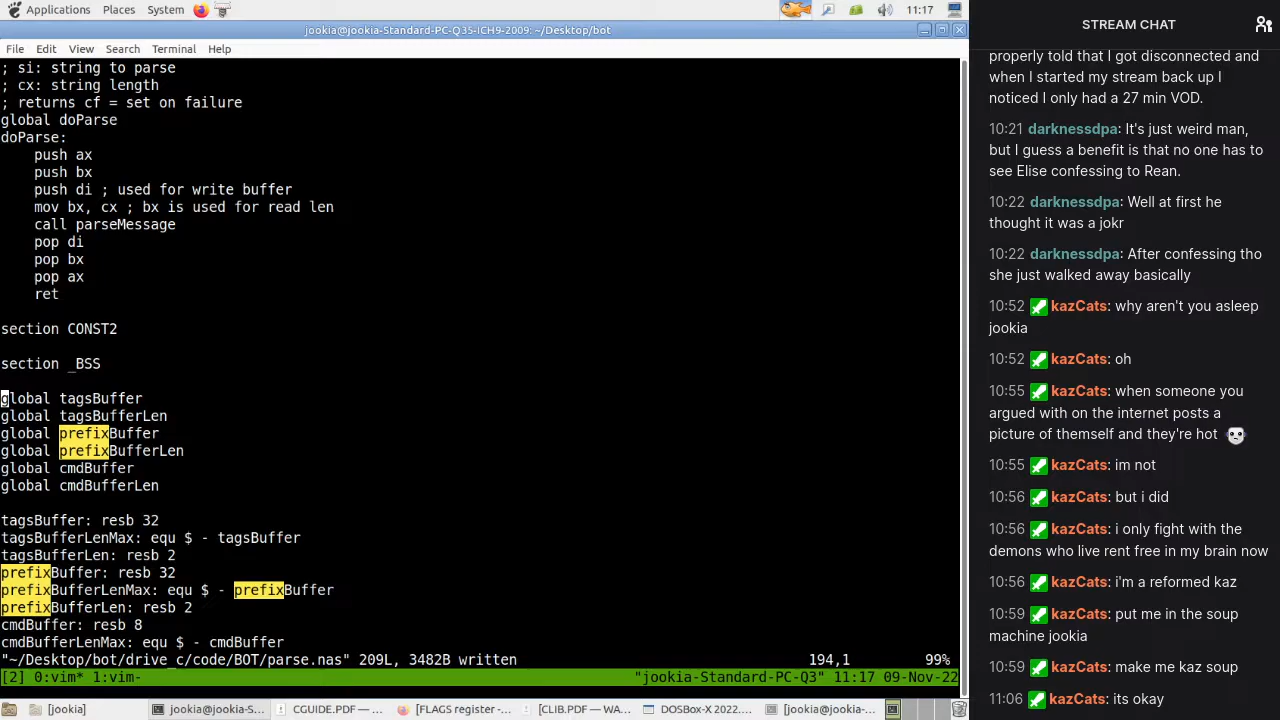 Applications Places System 11:17
jookia@jookia-Standard-PC-Q35-ICH9-2009: ~/Desktop/bot
File Edit View Search Terminal Help
; si: string to parse
; cx: string length
; returns cf = set on failure
global doParse
doParse:
push ax
push bx
push di ; used for write buffer
mov bx, cx ; bx is used for read len
call parseMessage
pop di
pop bx
pop ax
ret
section CONST2
section _BSS
global tagsBuffer
global tagsBufferLen
global prefixBuffer
global prefixBufferLen
global cmdBuffer
global cmdBufferLen
tagsBuffer: resb 32
tagsBufferLenMax: equ $ - tagsBuffer
tagsBufferLen: resb 2
prefixBuffer: resb 32
prefixBufferLenMax: equ $ - prefixBuffer
prefixBufferLen: resb 2
cmdBuffer: resb 8
cmdBufferLenMax: equ $ - cmdBuffer
"~/Desktop/bot/drive_c/code/BOT/parse.nas" 209L, 3482B written 194,1 99%
[2] 0:vim* 1:vim- "jookia-Standard-PC-Q3" 11:17 09-Nov-22
[jookia] jookia@jookia-S... CGUIDE.PDF — ... [FLAGS register -... [CLIB.PDF — WA... DOSBox-X 2022.... [jookia@jookia-...
STREAM CHAT
properly told that I got disconnected and
when I started my stream back up I
noticed I only had a 27 min VOD.
10:21 darknessdpa: It's just weird man,
but I guess a benefit is that no one has to
see Elise confessing to Rean.
10:22 darknessdpa: Well at first he
thought it was a jokr
10:22 darknessdpa: After confessing tho
she just walked away basically
10:52 kazCats: why aren't you asleep
jookia
10:52 kazCats: oh
10:55 kazCats: when someone you
argued with on the internet posts a
picture of themself and they're hot
10:55 kazCats: im not
10:56 kazCats: but i did
10:56 kazCats: i only fight with the
demons who live rent free in my brain now
10:56 kazCats: i'm a reformed kaz
10:59 kazCats: put me in the soup
machine jookia
10:59 kazCats: make me kaz soup
11:06 kazCats: its okay